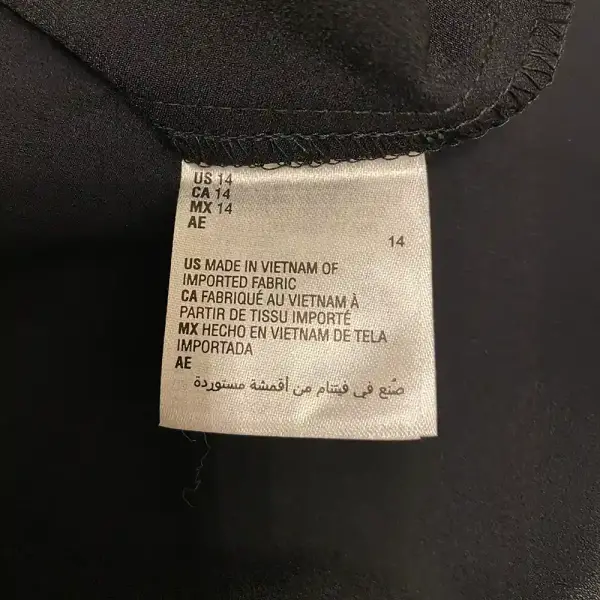 US 14
CA 14
MX 14
AE
14
US MADE IN VIETNAM OF
IMPORTED FABRIC
CA FABRIQUÉ AU VIETNAM À
PARTIR DE TISSU IMPORTÉ
MX HECHO EN VIETNAM DE TELA
IMPORTADA
AE
صُنع في فيتنام من أقمشة مستوردة